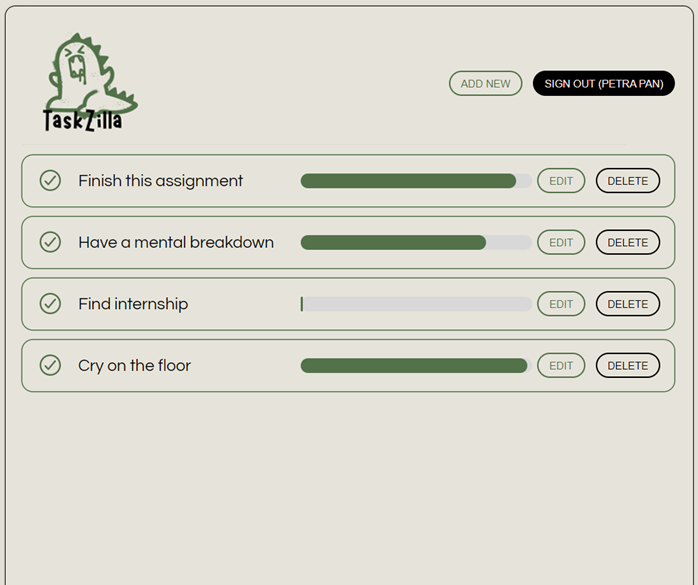 TaskZilla
ADD NEW
SIGN OUT (PETRA PAN)
Finish this assignment EDIT DELETE
Have a mental breakdown EDIT DELETE
Find internship EDIT DELETE
Cry on the floor EDIT DELETE